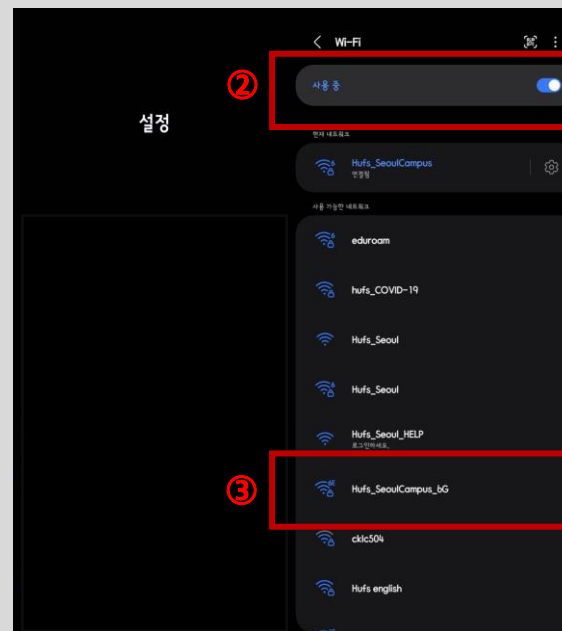 Wi-Fi
②
사용 중
설정
현재 네트워크
Hufs_SeoulCampus
연결됨
사용 가능한 네트워크
eduroam
hufs_COVID-19
Hufs_Seoul
Hufs_Seoul
Hufs_Seoul_HELP
로그인하세요.
③
Hufs_SeoulCampus_6G
cklc504
Hufs english